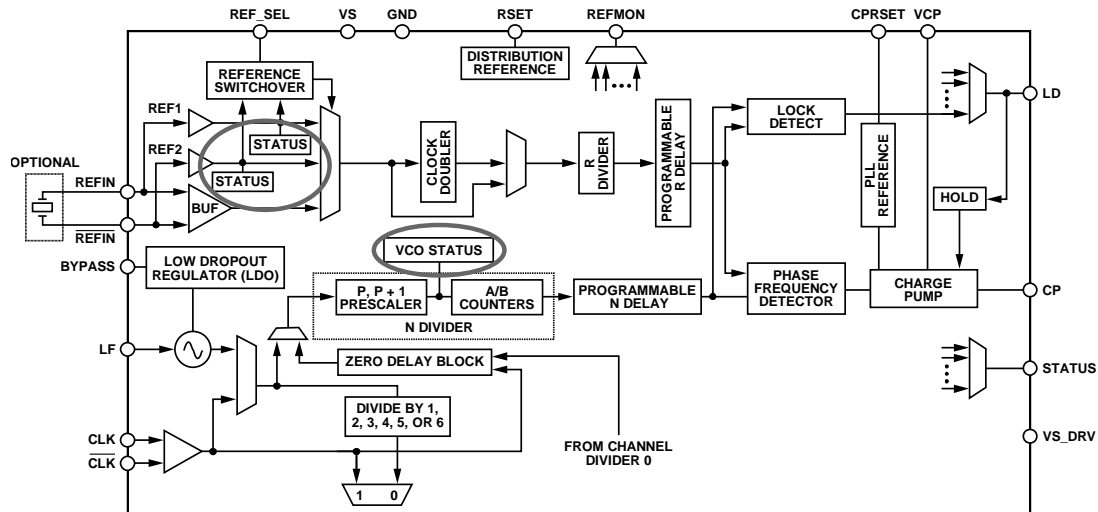 REF_SEL VS GND RSET REFMON CPRSET VCP
DISTRIBUTION
REFERENCE
REFERENCE
SWITCHOVER
REF1
REF2
STATUS
STATUS
BUF
OPTIONAL
REFIN
REFIN
CLOCK
DOUBLER
R
DIVIDER
PROGRAMMABLE
R DELAY
LOCK
DETECT
LD
PLL
REFERENCE
HOLD
BYPASS
LOW DROPOUT
REGULATOR (LDO)
VCO STATUS
P, P + 1
PRESCALER
A/B
COUNTERS
N DIVIDER
PROGRAMMABLE
N DELAY
PHASE
FREQUENCY
DETECTOR
CHARGE
PUMP
CP
LF
ZERO DELAY BLOCK
STATUS
DIVIDE BY 1,
2, 3, 4, 5, OR 6
FROM CHANNEL
DIVIDER 0
VS_DRV
CLK
CLK
1 0